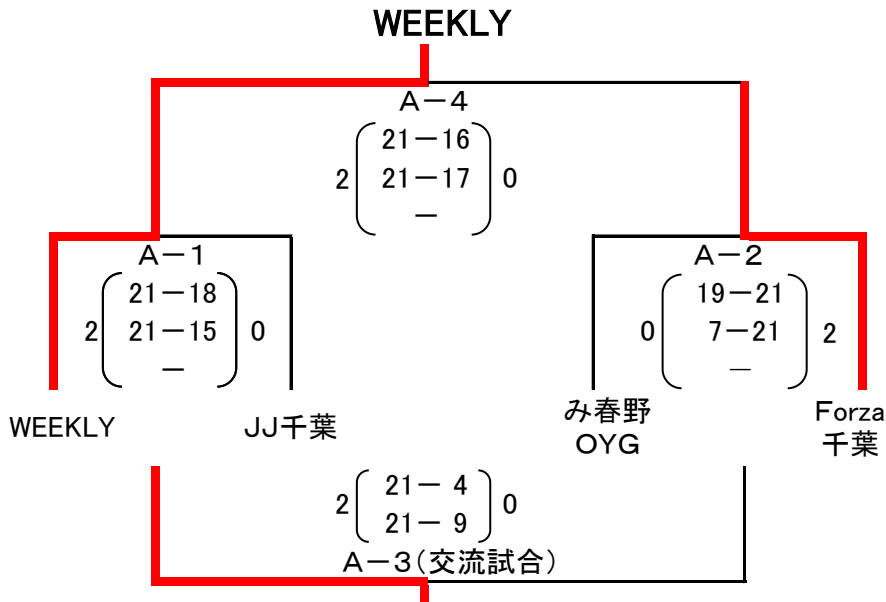 WEEKLY
A-4
21-16
2 21-17 0
-
A-1
21-18
2 21-15 0
-
A-2
19-21
0 7-21 2
-
WEEKLY
JJ千葉
み春野
OYG
Forza
千葉
21- 4
2 0
21- 9
A-3(交流試合)